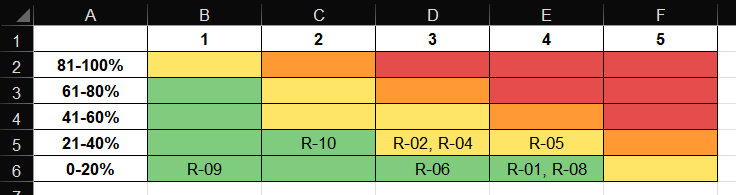 A B C D E F
1 1 2 3 4 5
2 81-100%
3 61-80%
4 41-60%
5 21-40% R-10 R-02, R-04 R-05
6 0-20% R-09 R-06 R-01, R-08